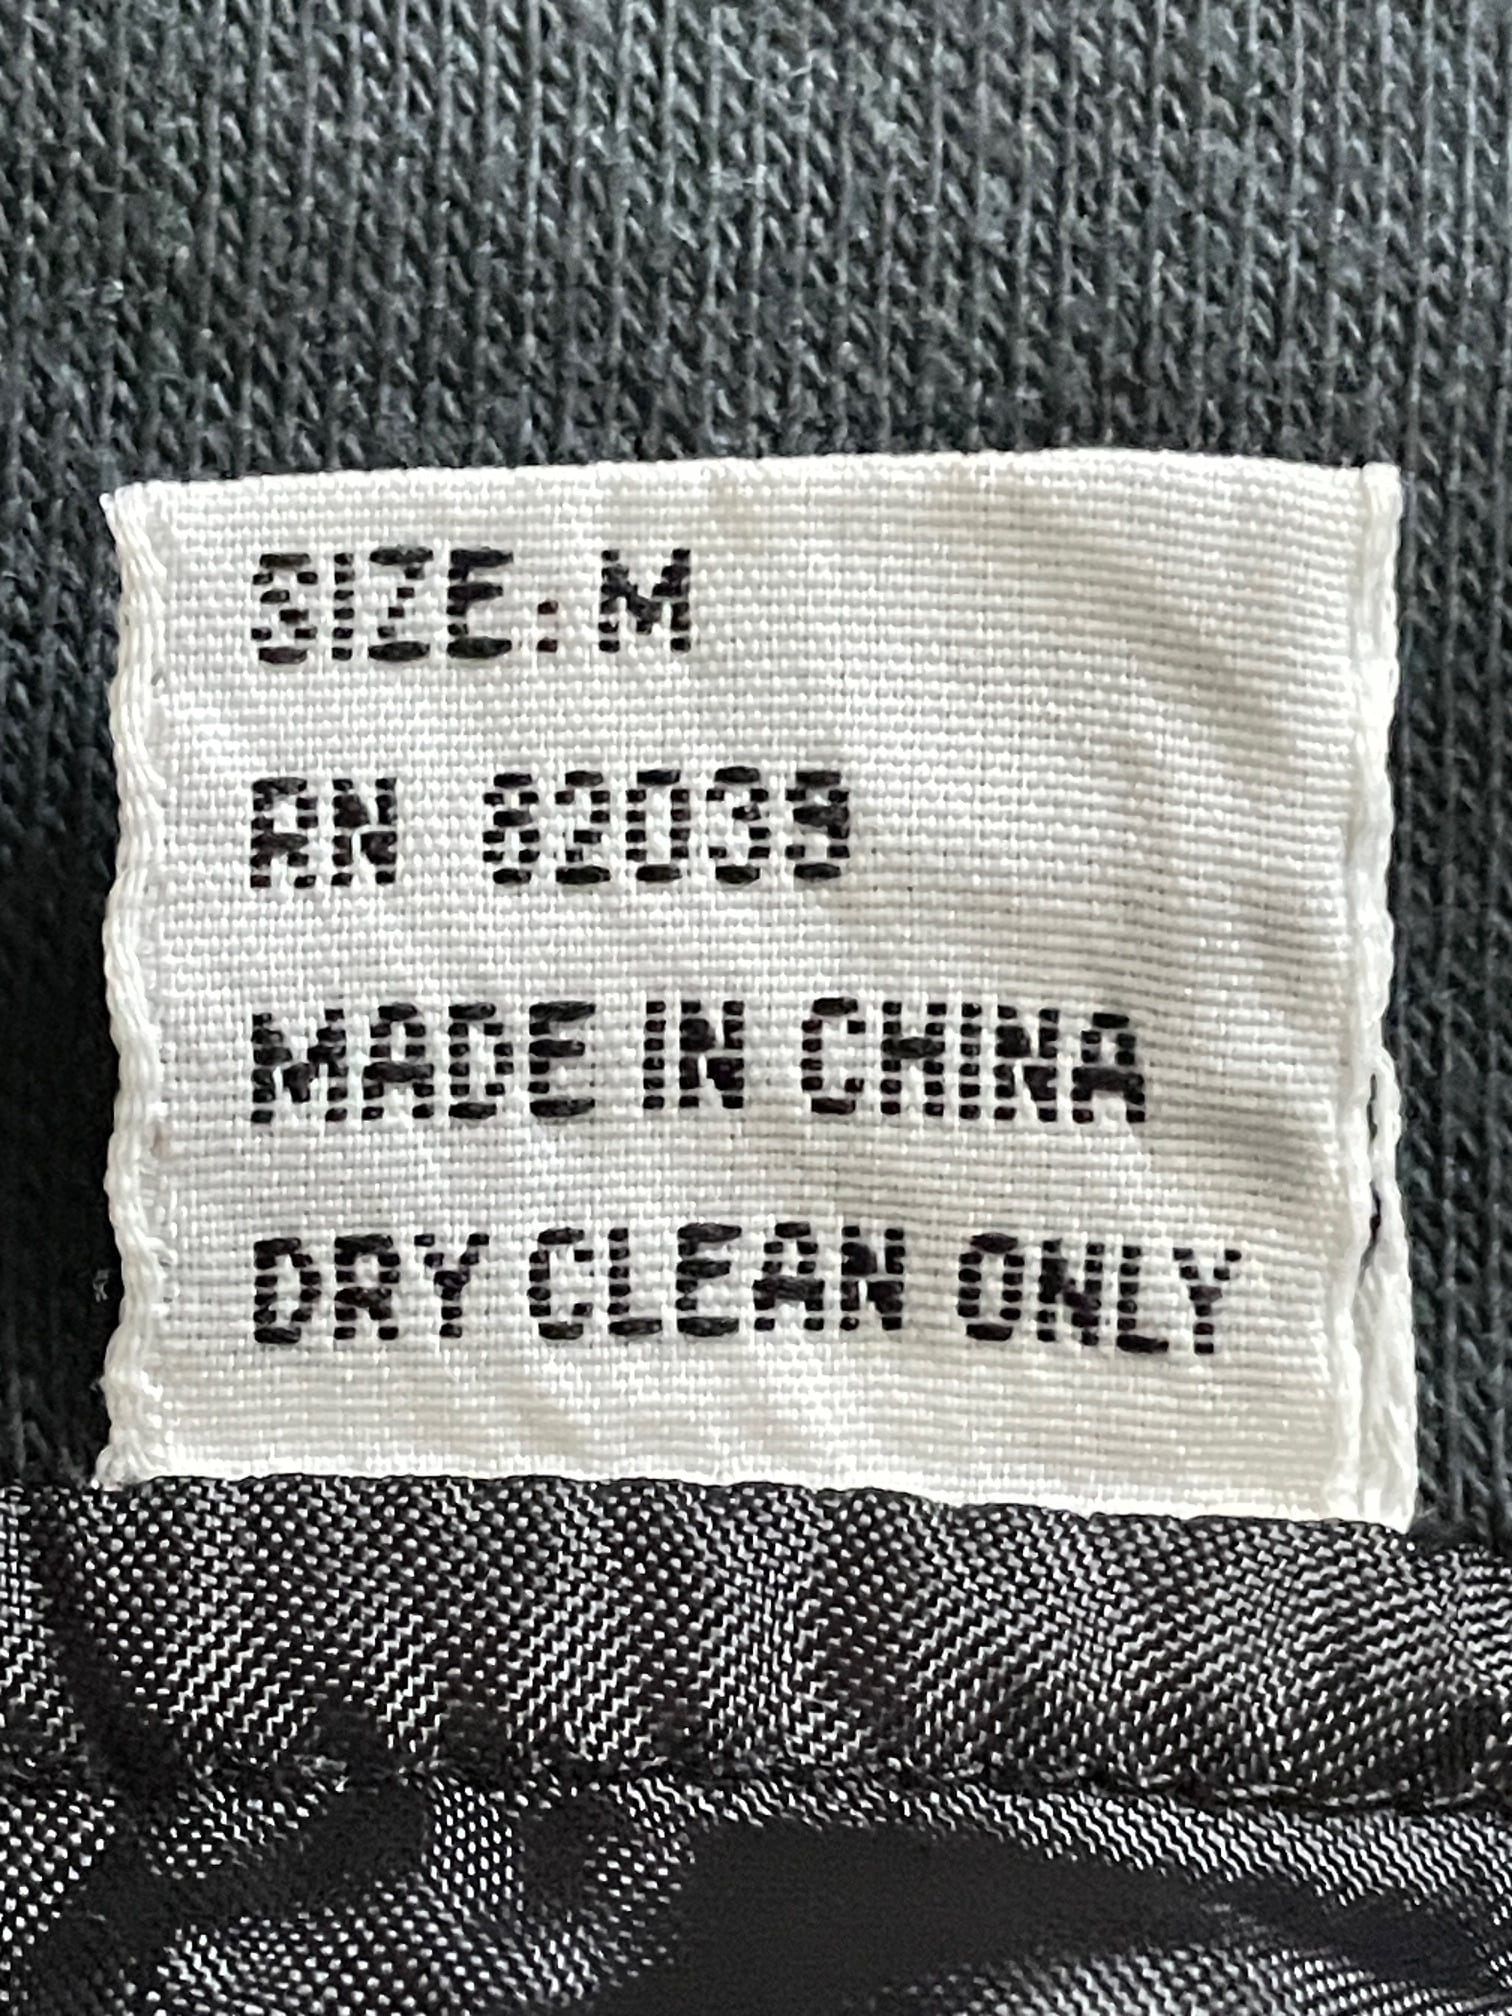 SIZE: M
RN 82039
MADE IN CHINA
DRY CLEAN ONLY